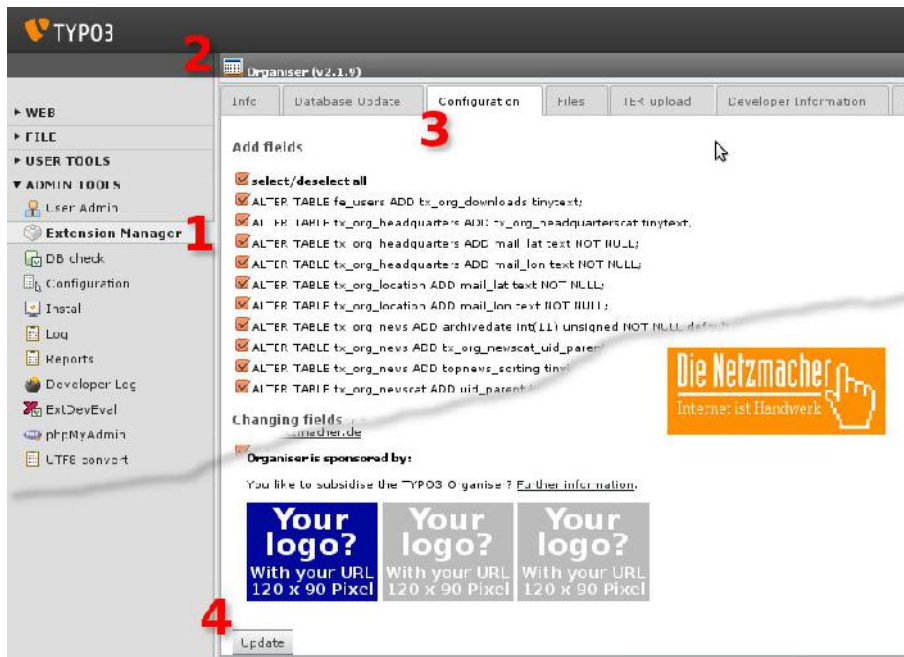 TYPO3
2
Organiser (v2.1.9)
Info
Database Update
Configuration
Files
TER upload
Developer Information
3
WEB
FILE
USER TOOLS
ADMIN TOOLS
User Admin
1
Extension Manager
DB check
Configuration
Install
Log
Reports
Developer Log
ExtDevEval
phpMyAdmin
UTF8 convert
Add fields
select/deselect all
ALTER TABLE fe_users ADD tx_org_downloads tinytext;
ALTER TABLE tx_org_headquarters ADD tx_org_headquarterscat tinytext;
ALTER TABLE tx_org_headquarters ADD mail_lat text NOT NULL;
ALTER TABLE tx_org_headquarters ADD mail_lon text NOT NULL;
ALTER TABLE tx_org_location ADD mail_lat text NOT NULL;
ALTER TABLE tx_org_location ADD mail_lon text NOT NULL;
ALTER TABLE tx_org_news ADD archivedate int(11) unsigned NOT NULL
ALTER TABLE tx_org_news ADD tx_org_newscat_uid_parent
ALTER TABLE tx_org_news ADD topnews_sorting
ALTER TABLE tx_org_newscat ADD uid_parent
Die Netzmacher
Internet ist Handwerk
Changing fields
Organiser is sponsored by:
You like to subsidise the TYPO3 Organiser? Further information.
Your
logo?
With your URL
120 x 90 Pixel
Your
logo?
With your URL
120 x 90 Pixel
Your
logo?
With your URL
120 x 90 Pixel
4
Update